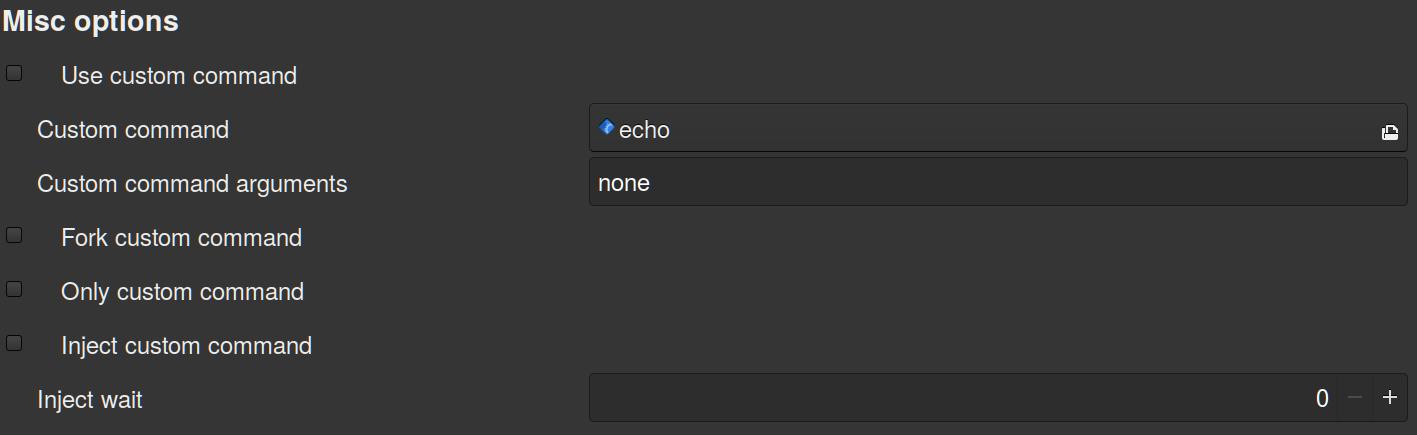 Misc options
Use custom command
Custom command echo
Custom command arguments none
Fork custom command
Only custom command
Inject custom command
Inject wait 0 − +